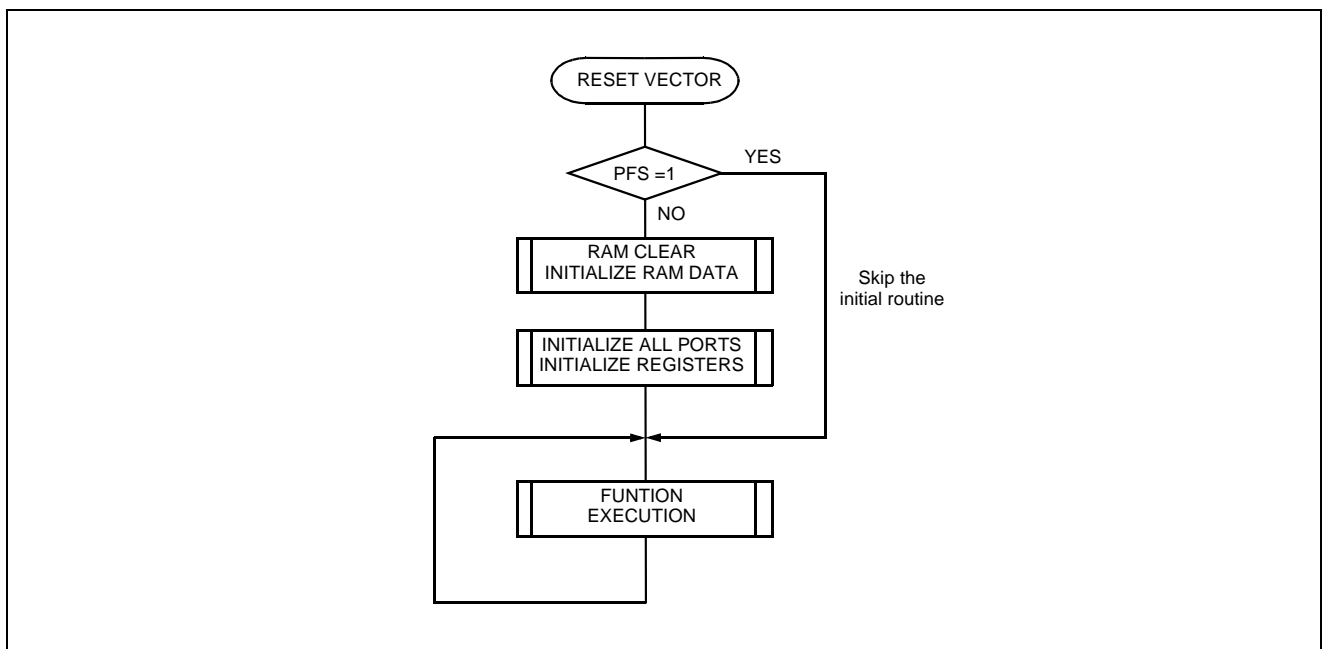 RESET VECTOR
YES
PFS =1
NO
RAM CLEAR
INITIALIZE RAM DATA
Skip the
initial routine
INITIALIZE ALL PORTS
INITIALIZE REGISTERS
FUNTION
EXECUTION